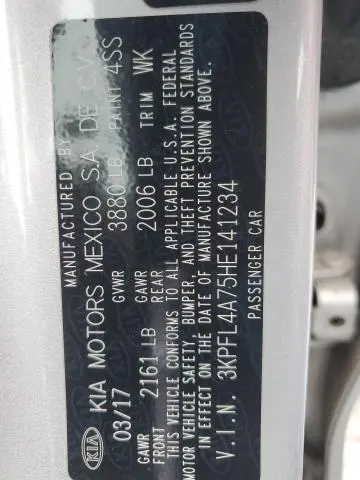 MANUFACTURED BY
KIA KIA MOTORS MEXICO S.A. DE C.V.
03/17 GVWR 3880 LB PAINT 4SS
GAWR FRONT 2161 LB GAWR REAR 2006 LB TRIM WK
THIS VEHICLE CONFORMS TO ALL APPLICABLE U.S.A. FEDERAL
MOTOR VEHICLE SAFETY, BUMPER, AND THEFT PREVENTION STANDARDS
IN EFFECT ON THE DATE OF MANUFACTURE SHOWN ABOVE.
V.I.N. 3KPFL4A75HE141234
PASSENGER CAR